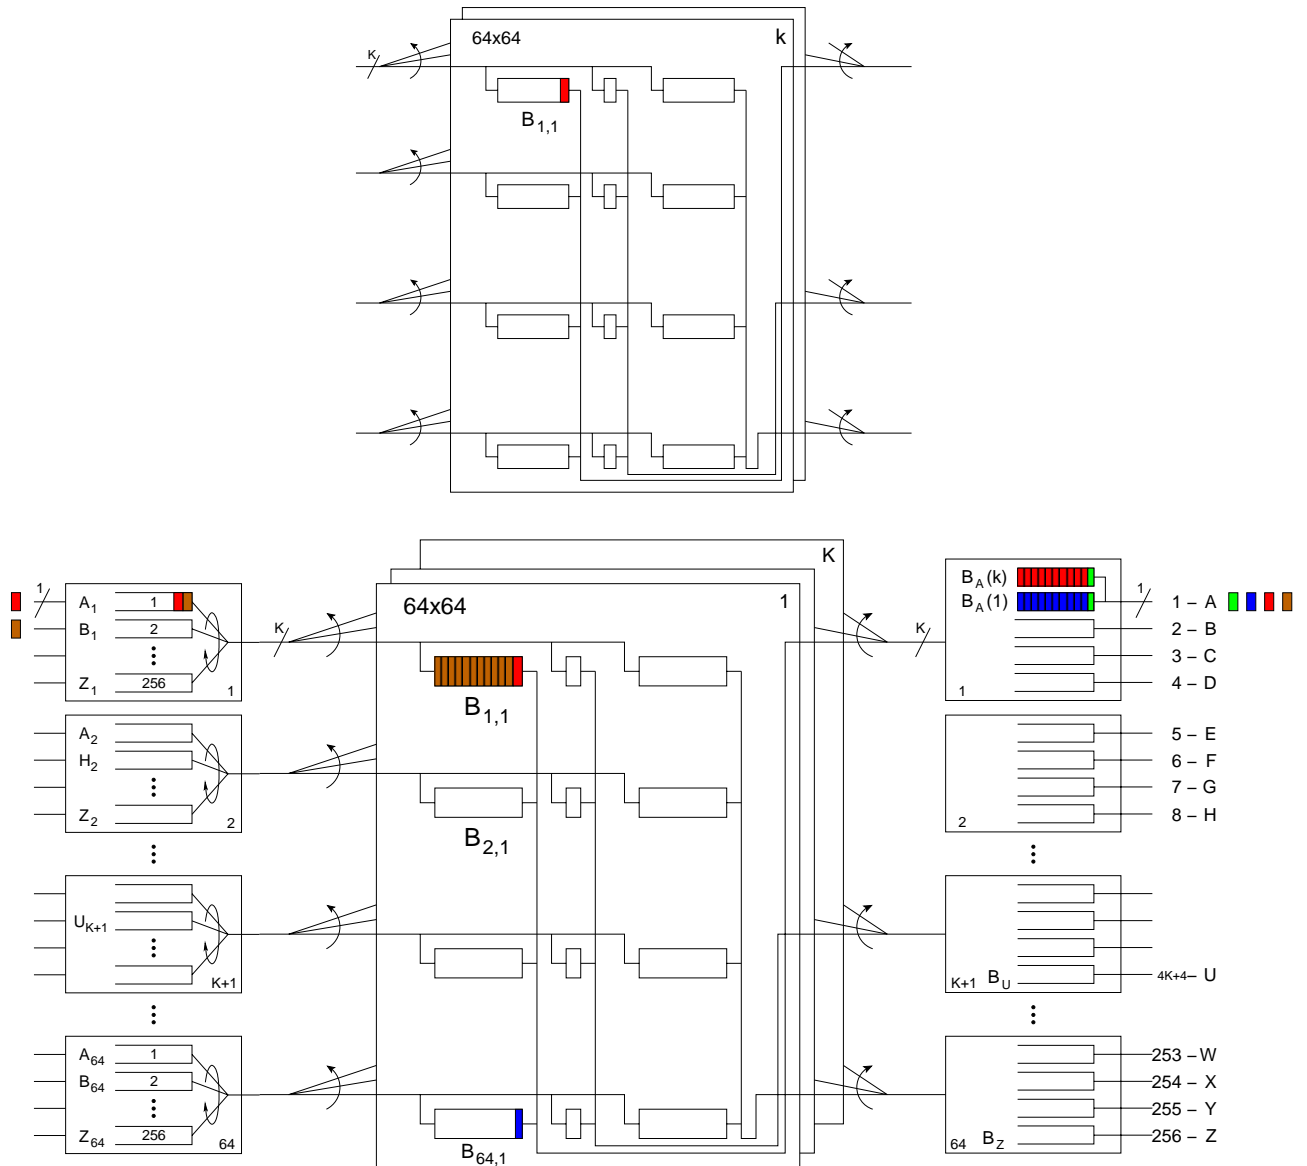 64x64 k
K
B1,1
K
64x64 1
1 A1 1
B1 2
Z1 256 1
K
B1,1
K
BA(k)
BA(1) 1
1 – A
2 – B
3 – C
4 – D
1
A2
H2
Z2 2
B2,1
5 – E
6 – F
7 – G
8 – H
2
UK+1
K+1
K+1 BU 4K+4– U
A64 1
B64 2
Z64 256 64
B64,1
253 – W
254 – X
255 – Y
256 – Z
64 BZ